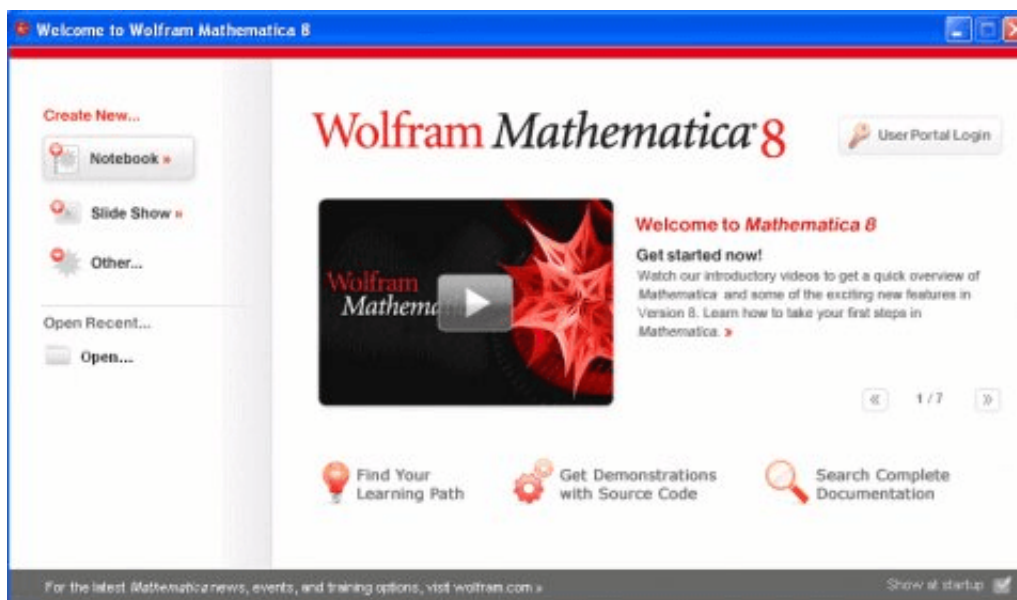 Welcome to Wolfram Mathematica 8
Create New...
Notebook »
Slide Show »
Other...
Open Recent...
Open...
Wolfram Mathematica 8
User Portal Login
Wolfram
Mathema
Welcome to Mathematica 8
Get started now!
Watch our introductory videos to get a quick overview of
Mathematica and some of the exciting new features in
Version 8. Learn how to take your first steps in
Mathematica. »
« 1 / 7 »
Find Your
Learning Path
Get Demonstrations
with Source Code
Search Complete
Documentation
For the latest Mathematica news, events, and training options, visit wolfram.com »
Show at startup